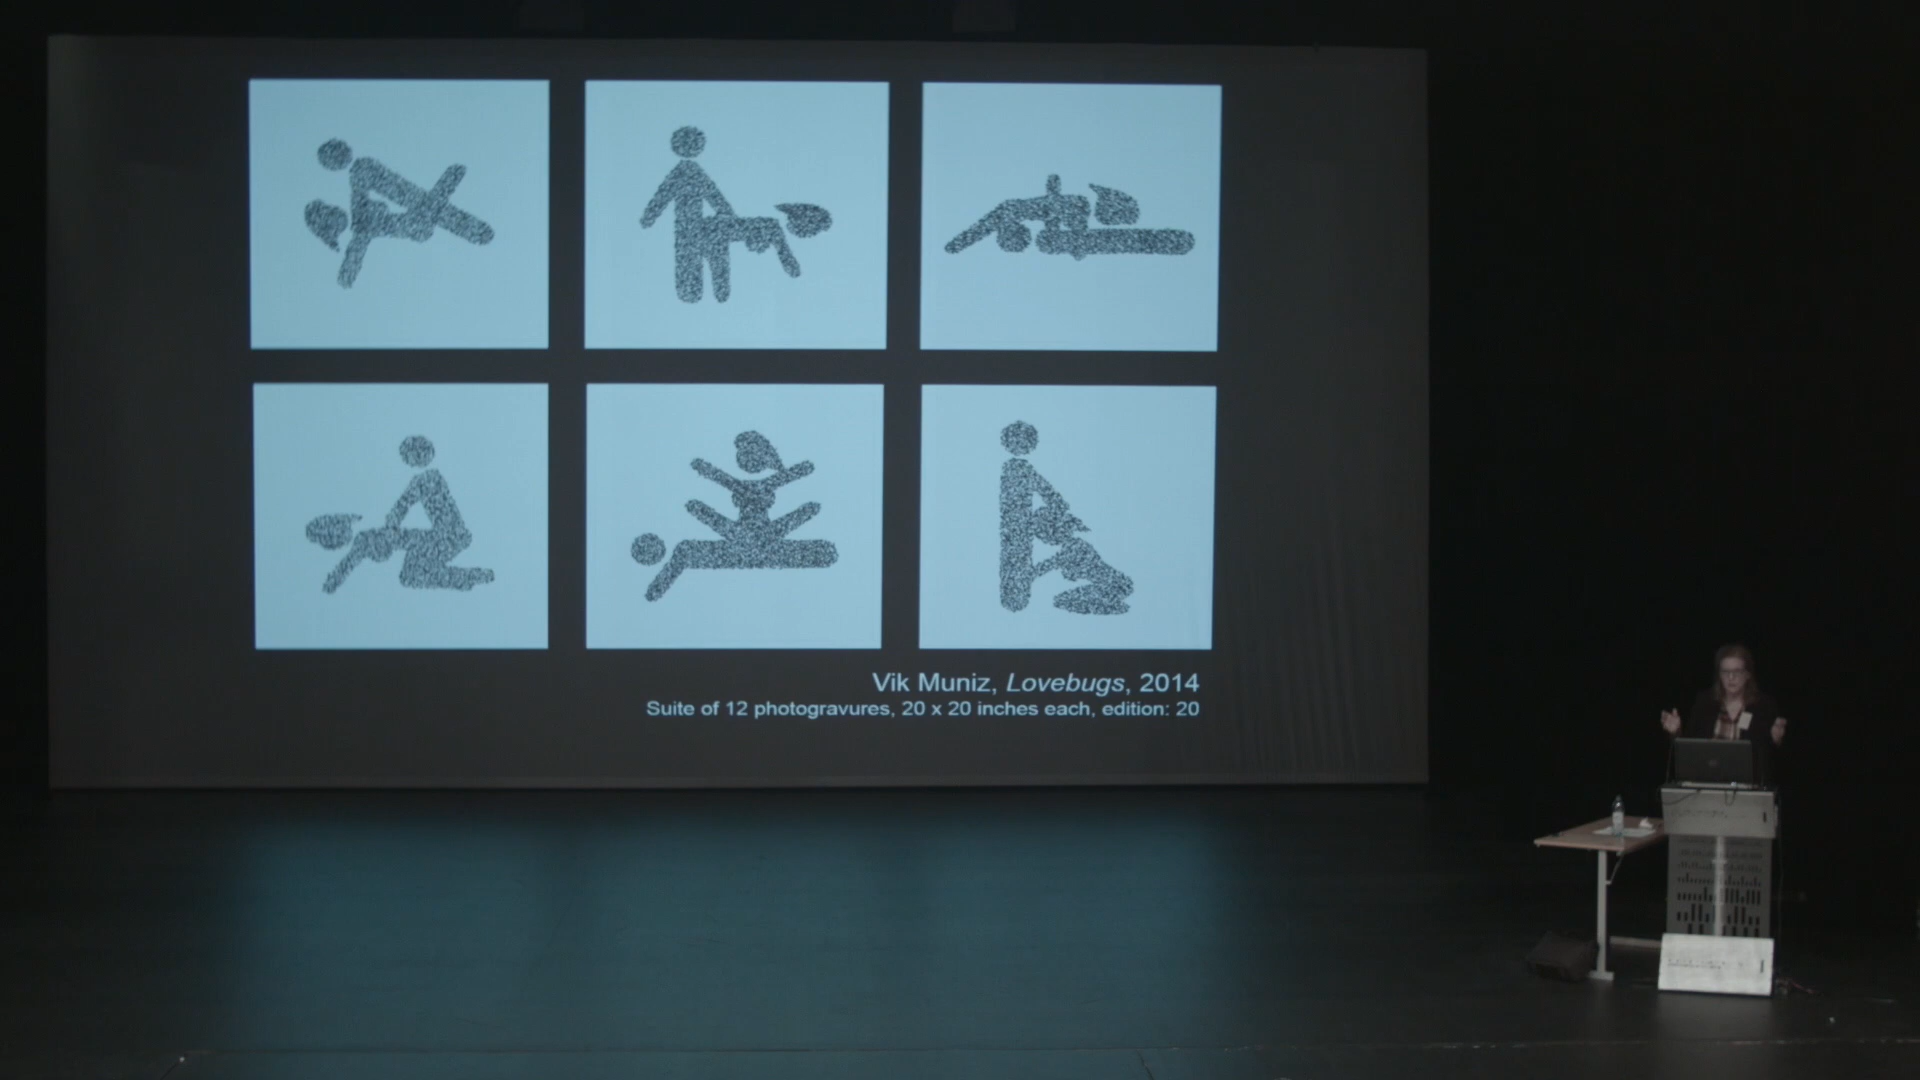 Vik Muniz, Lovebugs, 2014
Suite of 12 photogravures, 20 x 20 inches each, edition: 20